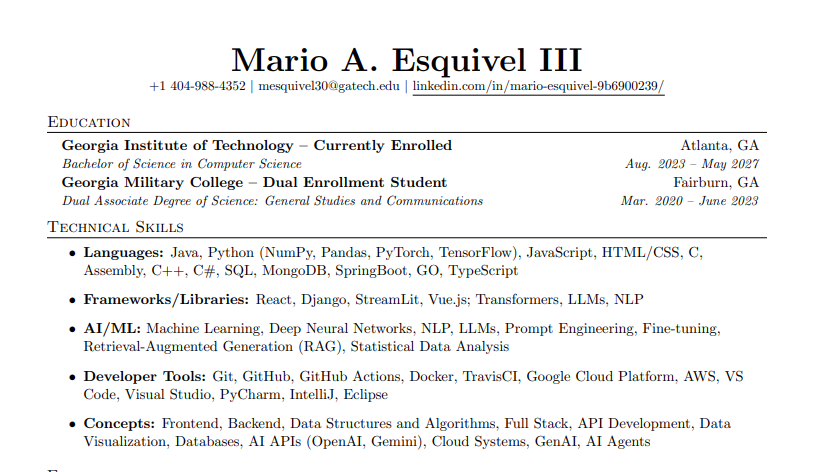 Mario A. Esquivel III
+1 404-988-4352 | mesquivel30@gatech.edu | linkedin.com/in/mario-esquivel-9b6900239/
Education
Georgia Institute of Technology – Currently Enrolled Atlanta, GA
Bachelor of Science in Computer Science Aug. 2023 – May 2027
Georgia Military College – Dual Enrollment Student Fairburn, GA
Dual Associate Degree of Science: General Studies and Communications Mar. 2020 – June 2023
Technical Skills
• Languages: Java, Python (NumPy, Pandas, PyTorch, TensorFlow), JavaScript, HTML/CSS, C,
Assembly, C++, C#, SQL, MongoDB, SpringBoot, GO, TypeScript
• Frameworks/Libraries: React, Django, StreamLit, Vue.js; Transformers, LLMs, NLP
• AI/ML: Machine Learning, Deep Neural Networks, NLP, LLMs, Prompt Engineering, Fine-tuning,
Retrieval-Augmented Generation (RAG), Statistical Data Analysis
• Developer Tools: Git, GitHub, GitHub Actions, Docker, TravisCI, Google Cloud Platform, AWS, VS
Code, Visual Studio, PyCharm, IntelliJ, Eclipse
• Concepts: Frontend, Backend, Data Structures and Algorithms, Full Stack, API Development, Data
Visualization, Databases, AI APIs (OpenAI, Gemini), Cloud Systems, GenAI, AI Agents